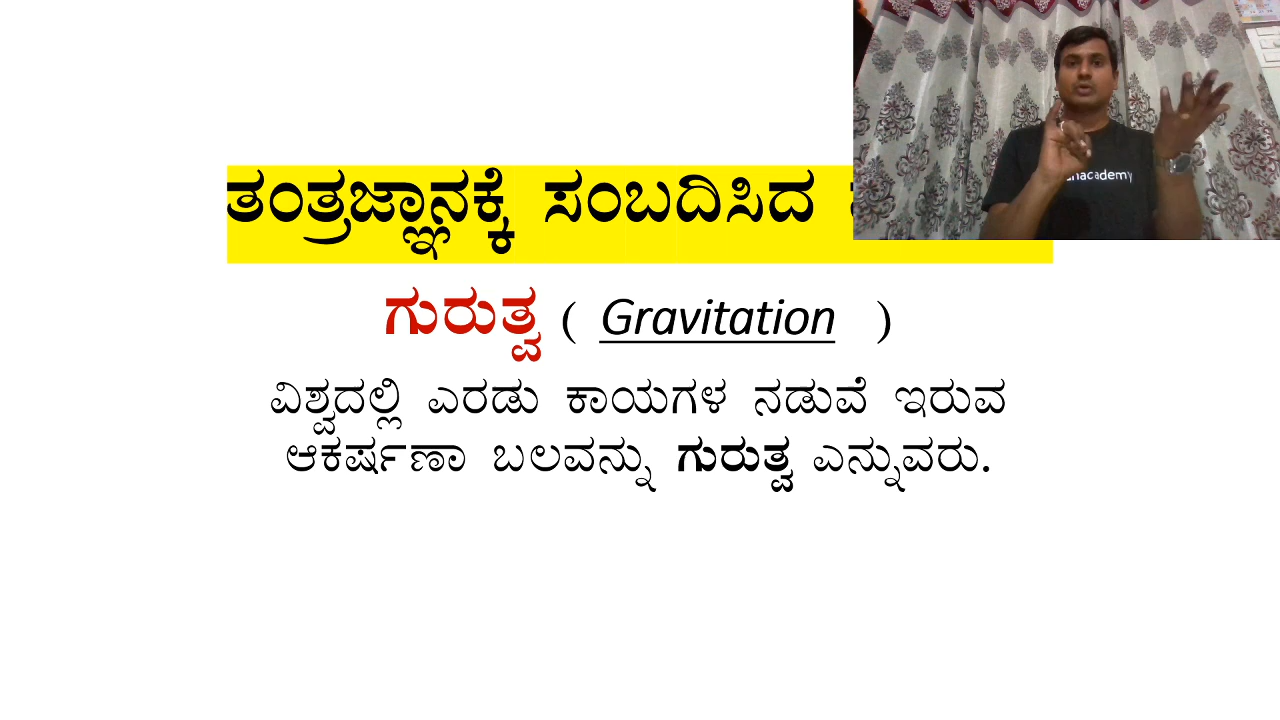 ತಂತ್ರಜ್ಞಾನಕ್ಕೆ ಸಂಬದಿಸಿದ
ಗುರುತ್ವ ( Gravitation )
ವಿಶ್ವದಲ್ಲಿ ಎರಡು ಕಾಯಗಳ ನಡುವೆ ಇರುವ
ಆಕರ್ಷಣಾ ಬಲವನ್ನು ಗುರುತ್ವ ಎನ್ನುವರು.